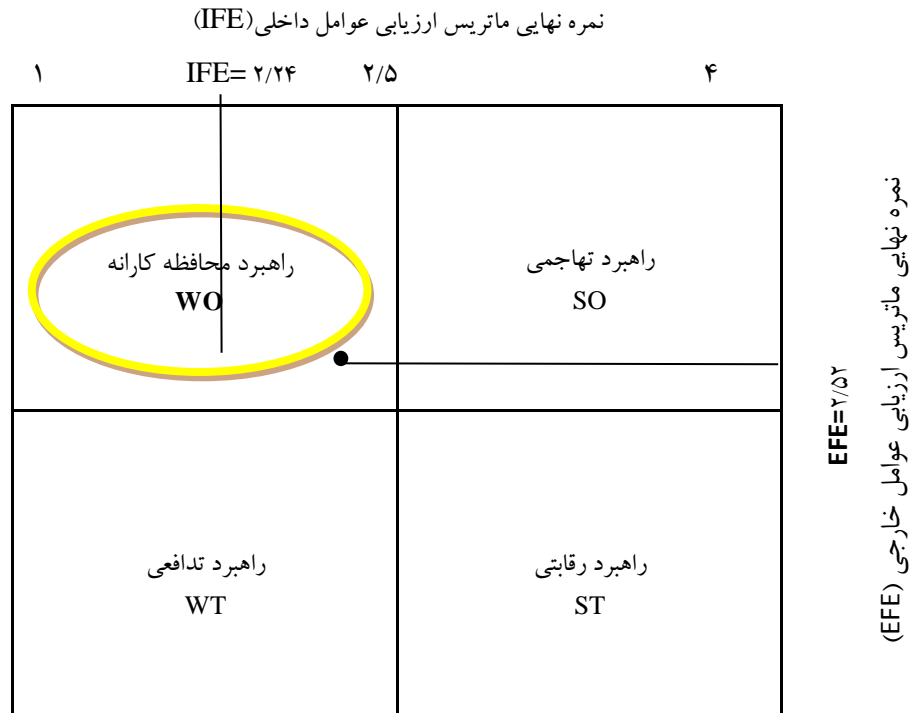 نمره نهایی ماتریس ارزیابی عوامل داخلی(IFE)
۱ IFE= ۲/۲۴ ۲/۵ ۴
راهبرد محافظه کارانه
WO
راهبرد تهاجمی
SO
راهبرد تدافعی
WT
راهبرد رقابتی
ST
EFE=۲/۵۲
نمره نهایی ماتریس ارزیابی عوامل خارجی (EFE)